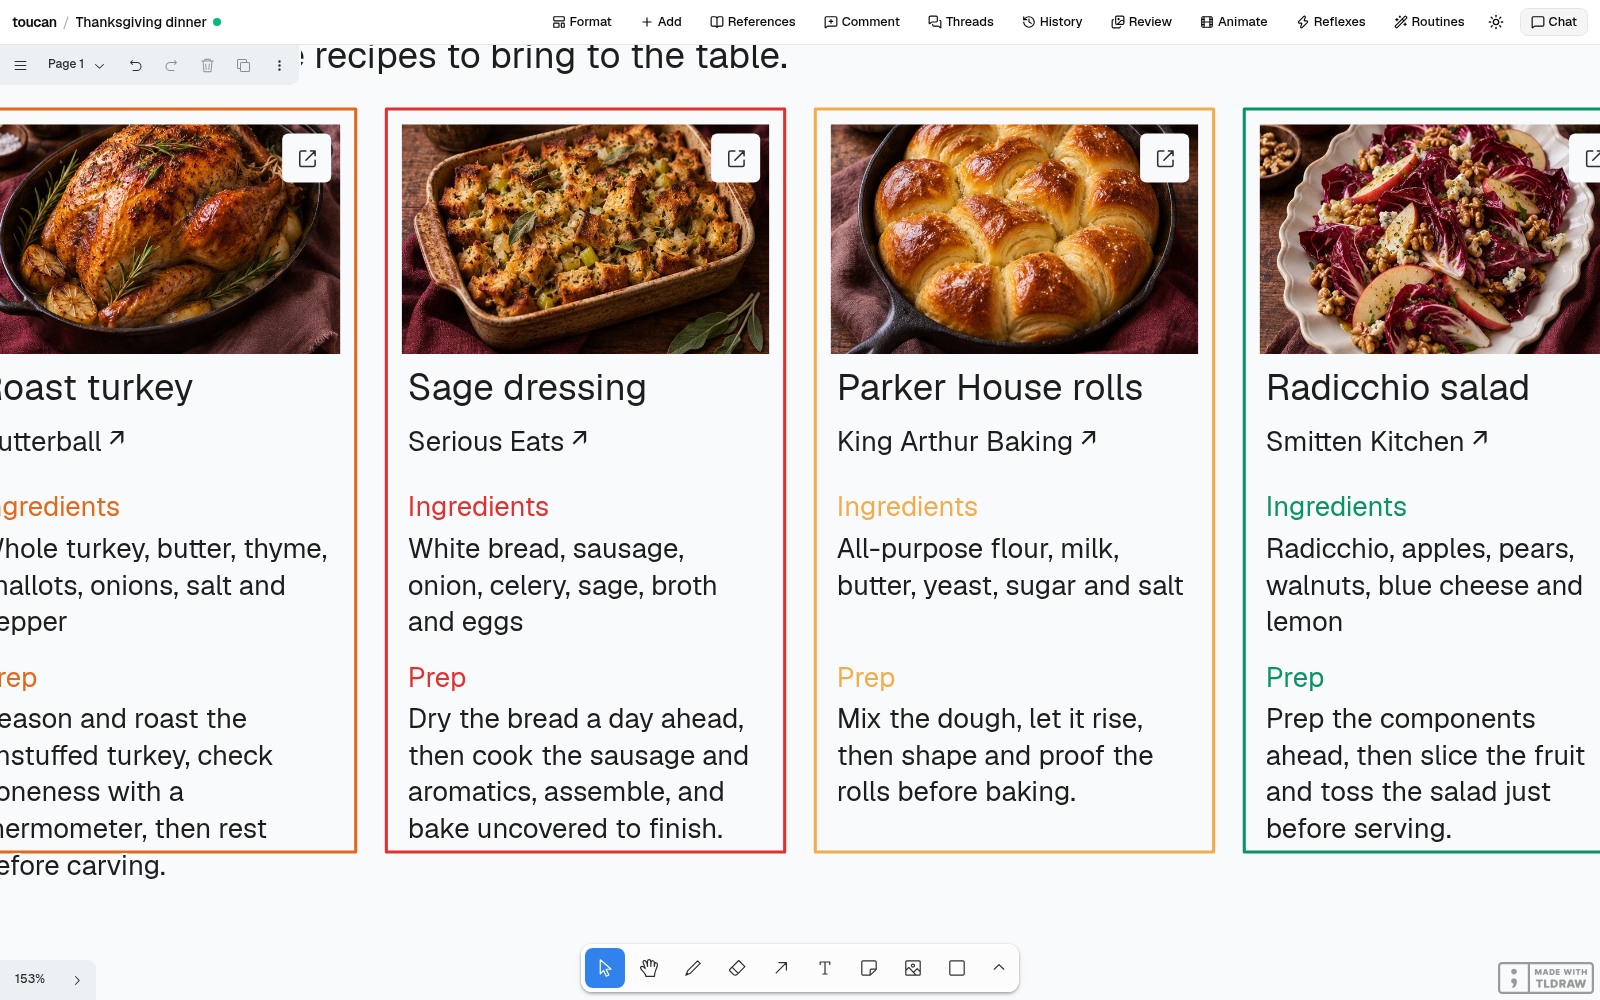 toucan / Thanksgiving dinner
Format
Add
References
Comment
Threads
History
Review
Animate
Reflexes
Routines
Chat
Page 1
recipes to bring to the table.
Roast turkey
utterball ↗
ngredients
Whole turkey, butter, thyme,
hallots, onions, salt and
epper
rep
eason and roast the
nstuffed turkey, check
oneness with a
hermometer, then rest
efore carving.
Sage dressing
Serious Eats ↗
Ingredients
White bread, sausage,
onion, celery, sage, broth
and eggs
Prep
Dry the bread a day ahead,
then cook the sausage and
aromatics, assemble, and
bake uncovered to finish.
Parker House rolls
King Arthur Baking ↗
Ingredients
All-purpose flour, milk,
butter, yeast, sugar and salt
Prep
Mix the dough, let it rise,
then shape and proof the
rolls before baking.
Radicchio salad
Smitten Kitchen ↗
Ingredients
Radicchio, apples, pears,
walnuts, blue cheese and
lemon
Prep
Prep the components
ahead, then slice the fruit
and toss the salad just
before serving.
153%
MADE WITH
TLDRAW